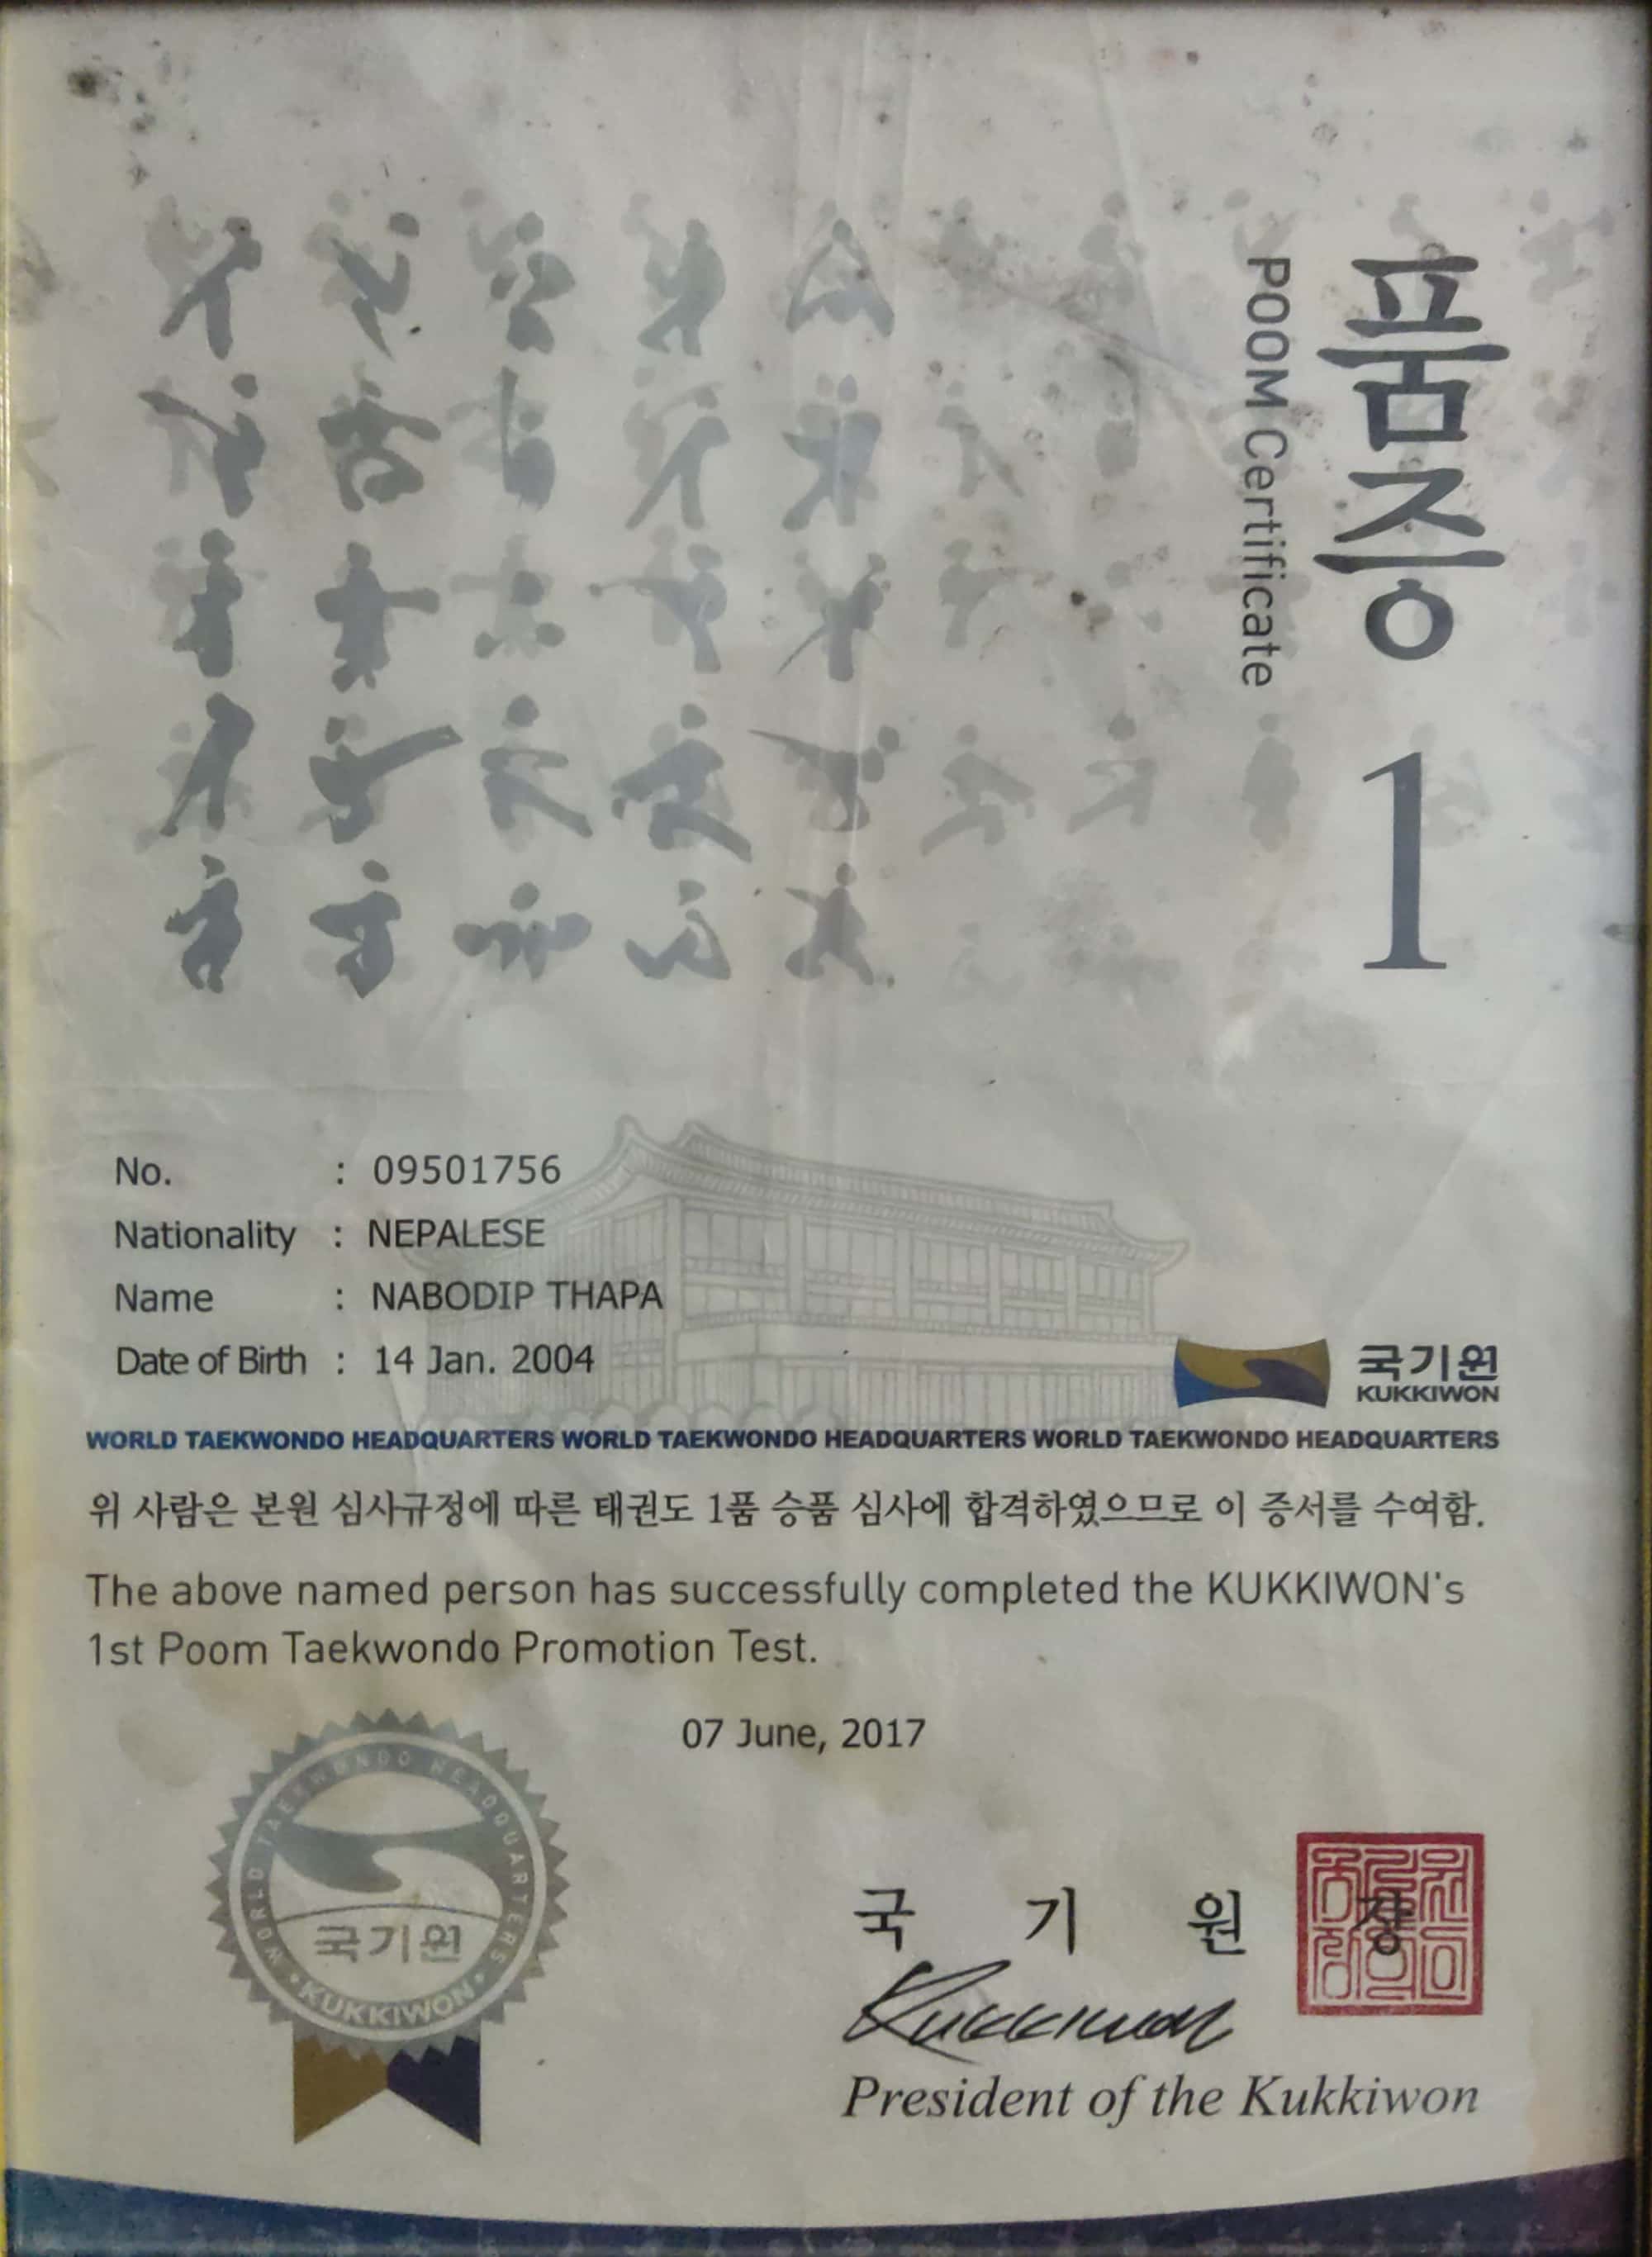 품증 1
POOM Certificate
No. : 09501756
Nationality : NEPALESE
Name : NABODIP THAPA
Date of Birth : 14 Jan. 2004
국기원
KUKKIWON
WORLD TAEKWONDO HEADQUARTERS WORLD TAEKWONDO HEADQUARTERS WORLD TAEKWONDO HEADQUARTERS
위 사람은 본원 심사규정에 따른 태권도 1품 승품 심사에 합격하였으므로 이 증서를 수여함.
The above named person has successfully completed the KUKKIWON's
1st Poom Taekwondo Promotion Test.
07 June, 2017
WORLD TAEKWONDO HEADQUARTERS
국기원
KUKKIWON
국 기 원 장
Kukkiwon
President of the Kukkiwon